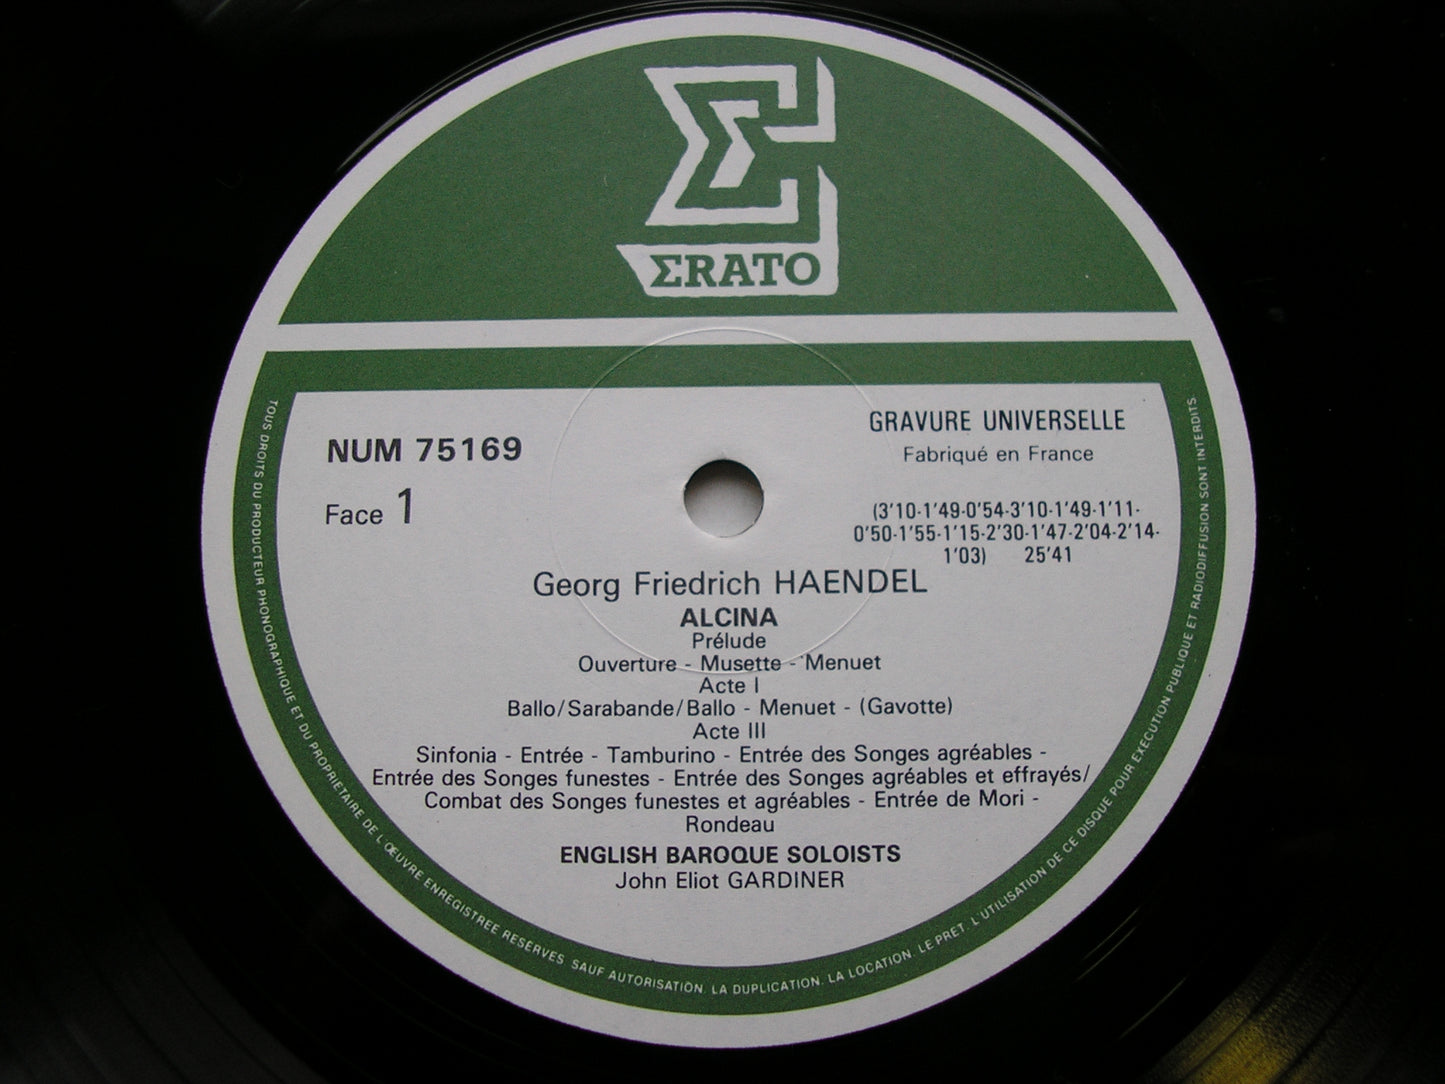 ΣRATO
NUM 75169
Face 1
GRAVURE UNIVERSELLE
Fabriqué en France
(3'10-1'49-0'54-3'10-1'49-1'11-
0'50-1'55-1'15-2'30-1'47-2'04-2'14-
1'03) 25'41
Georg Friedrich HAENDEL
ALCINA
Prélude
Ouverture - Musette - Menuet
Acte I
Ballo/Sarabande/Ballo - Menuet - (Gavotte)
Acte III
Sinfonia - Entrée - Tamburino - Entrée des Songes agréables -
Entrée des Songes funestes - Entrée des Songes agréables et effrayés/
Combat des Songes funestes et agréables - Entrée de Mori -
Rondeau
ENGLISH BAROQUE SOLOISTS
John Eliot GARDINER
TOUS DROITS DU PRODUCTEUR PHONOGRAPHIQUE ET DU PROPRIETAIRE DE L'ŒUVRE ENREGISTREE RESERVES. SAUF AUTORISATION. LA DUPLICATION. LA LOCATION. LE PRET. L'UTILISATION DE CE DISQUE POUR EXECUTION PUBLIQUE ET RADIODIFFUSION SONT INTERDITS.